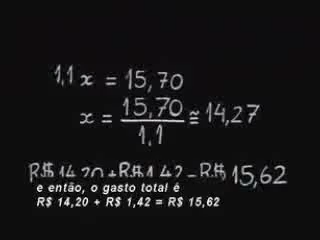 1,1 x = 15,70
x = 15,70 / 1,1 ≅ 14,27
R$ 14,20 + R$ 1,42 = R$ 15,62
e então, o gasto total é
R$ 14,20 + R$ 1,42 = R$ 15,62